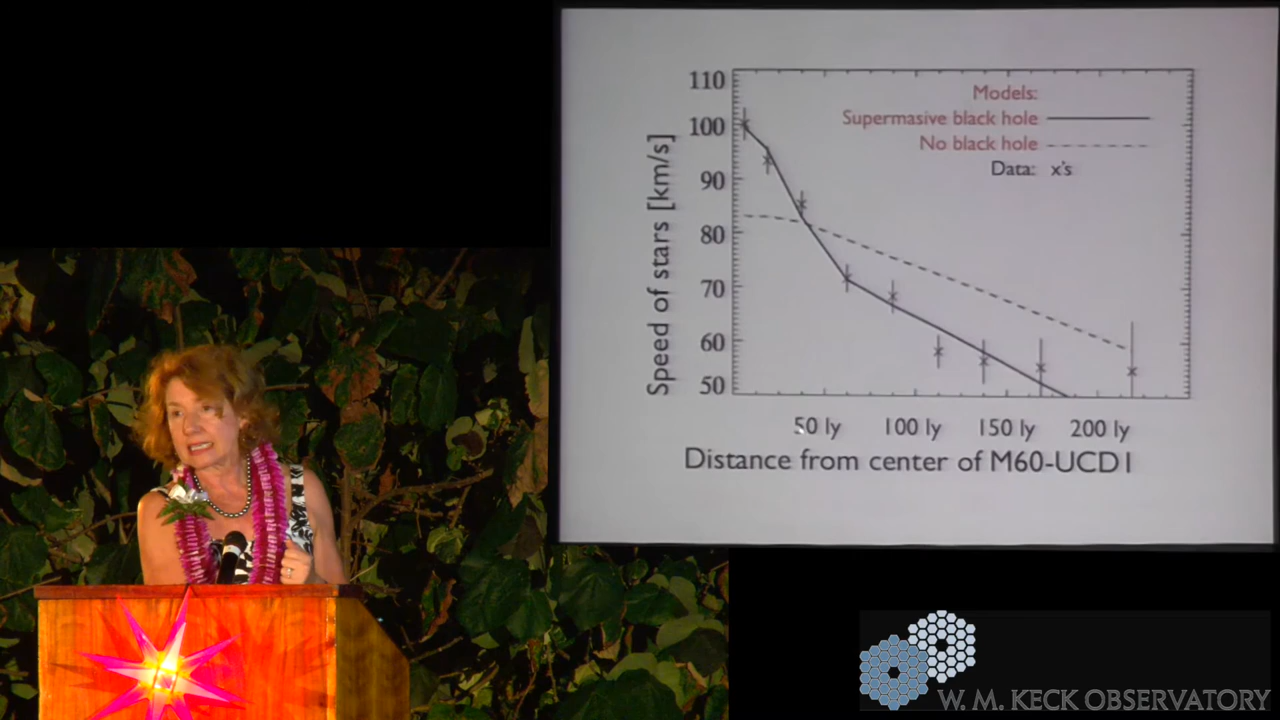 110
100
90
80
70
60
50
Speed of stars [km/s]
Models:
Supermasive black hole
No black hole
Data: x's
50 ly 100 ly 150 ly 200 ly
Distance from center of M60-UCD1
W. M. KECK OBSERVATORY